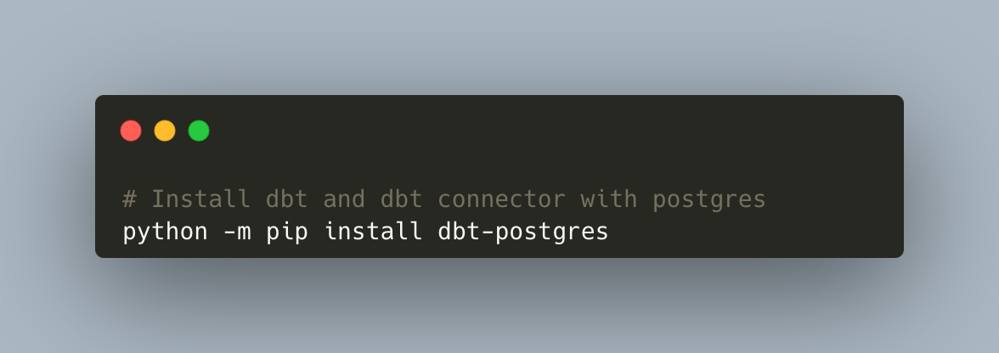 # Install dbt and dbt connector with postgres
python -m pip install dbt-postgres